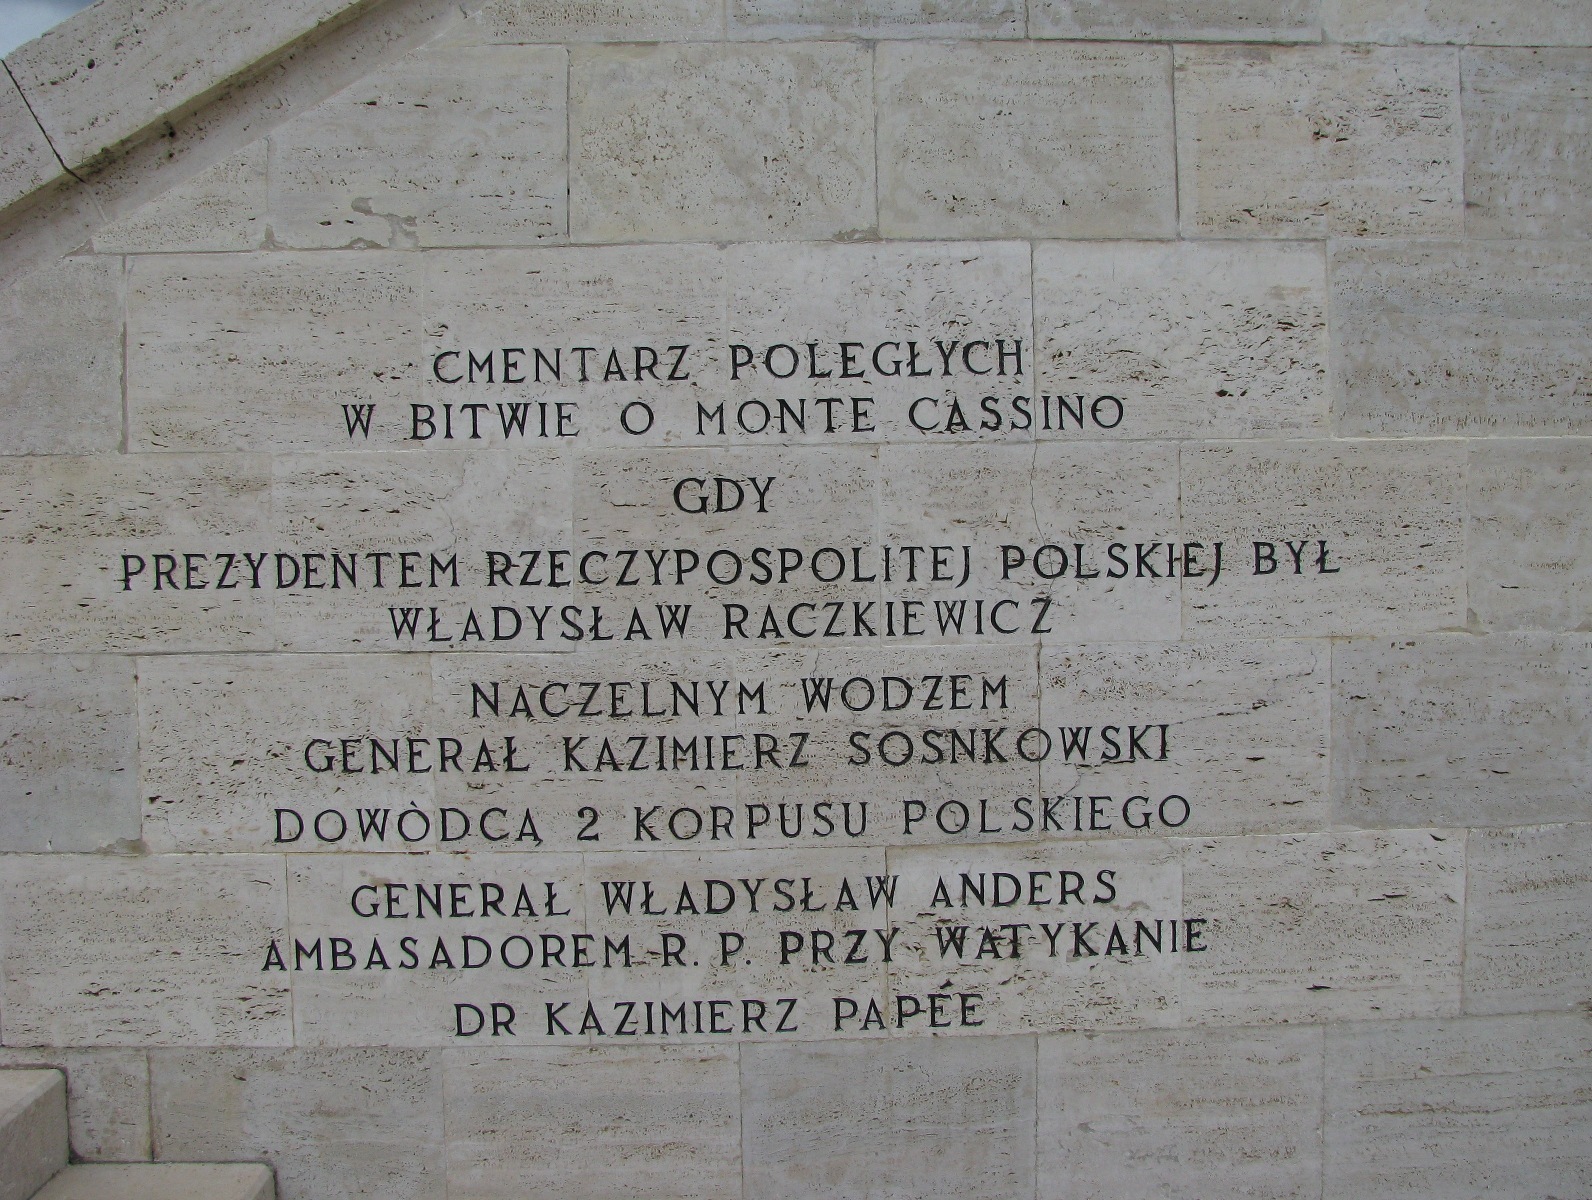 CMENTARZ POLEGŁYCH
W BITWIE O MONTE CASSINO
GDY
PREZYDENTEM RZECZYPOSPOLITEJ POLSKIEJ BYŁ
WŁADYSŁAW RACZKIEWICZ
NACZELNYM WODZEM
GENERAŁ KAZIMIERZ SOSNKOWSKI
DOWÒDCĄ 2 KORPUSU POLSKIEGO
GENERAŁ WŁADYSŁAW ANDERS
AMBASADOREM R. P. PRZY WATYKANIE
DR KAZIMIERZ PAPÉE